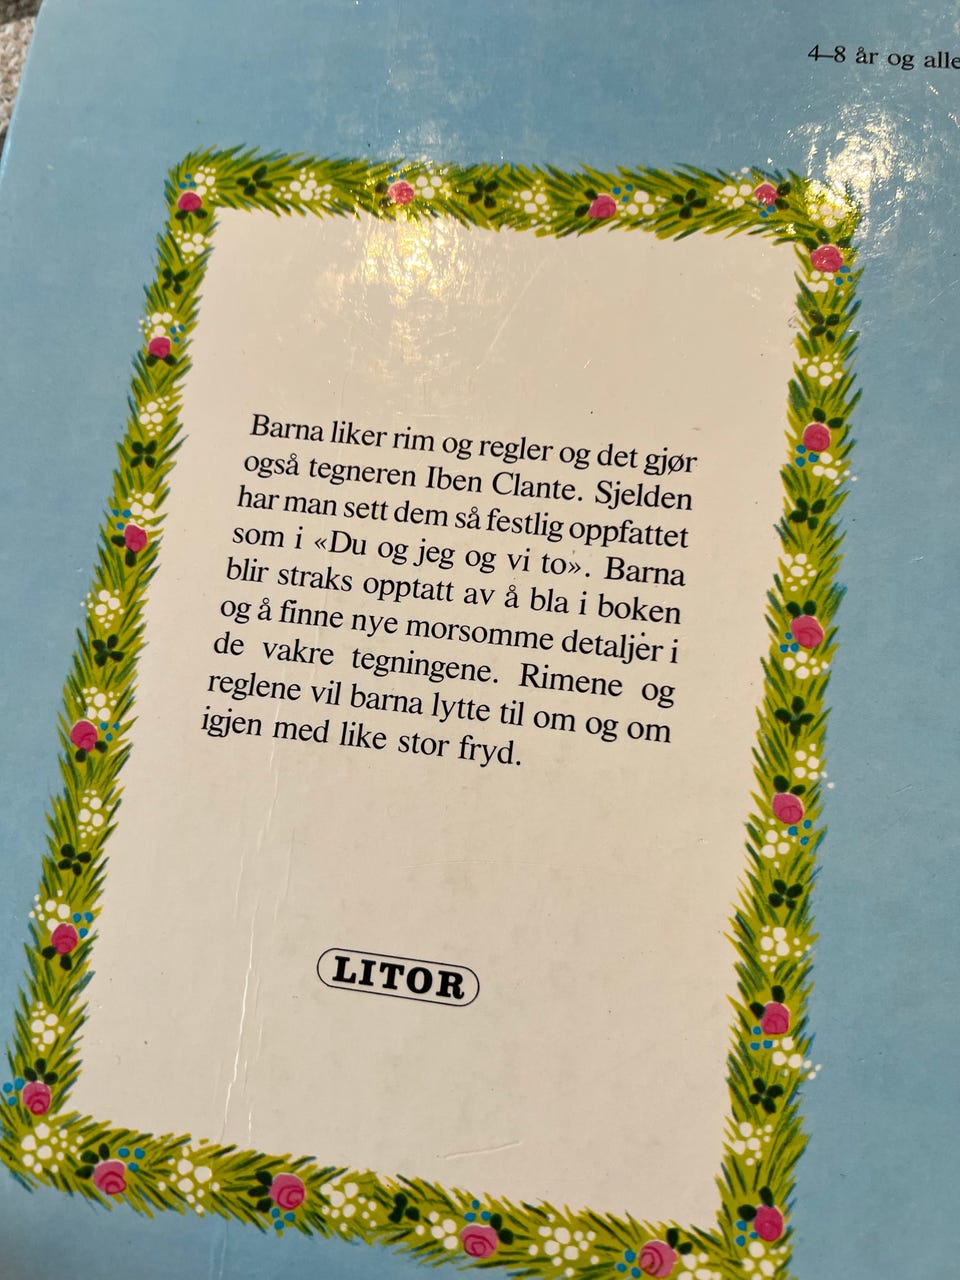 4–8 år og alle
Barna liker rim og regler og det gjør
også tegneren Iben Clante. Sjelden
har man sett dem så festlig oppfattet
som i «Du og jeg og vi to». Barna
blir straks opptatt av å bla i boken
og å finne nye morsomme detaljer i
de vakre tegningene. Rimene og
reglene vil barna lytte til om og om
igjen med like stor fryd.
LITOR